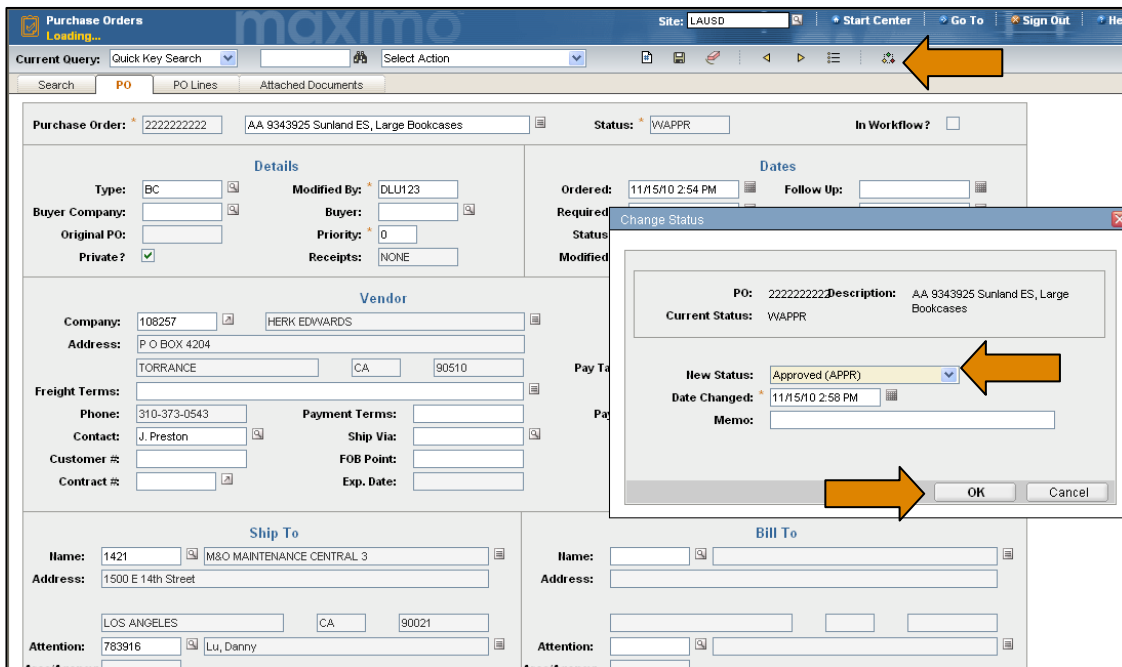 Purchase Orders Site: LAUSD Start Center Go To Sign Out He
Loading...
maximo
Current Query: Quick Key Search Select Action
Search PO PO Lines Attached Documents
Purchase Order: * 2222222222 AA 9343925 Sunland ES, Large Bookcases Status: * WAPPR In Workflow?
Details Dates
Type: BC Modified By: * DLU123 Ordered: 11/15/10 2:54 PM Follow Up:
Buyer Company: Buyer: Required
Original PO: Priority: * 0 Status
Private? Receipts: NONE Modified
Change Status
PO: 2222222222 Description: AA 9343925 Sunland ES, Large
Bookcases
Current Status: WAPPR
New Status: Approved (APPR)
Date Changed: * 11/15/10 2:58 PM
Memo:
OK Cancel
Vendor
Company: 108257 HERK EDWARDS
Address: P O BOX 4204
TORRANCE CA 90510 Pay Ta
Freight Terms:
Phone: 310-373-0543 Payment Terms: Pay
Contact: J. Preston Ship Via:
Customer #: FOB Point:
Contract #: Exp. Date:
Ship To Bill To
Name: 1421 M&O MAINTENANCE CENTRAL 3 Name:
Address: 1500 E 14th Street Address:
LOS ANGELES CA 90021
Attention: 783916 Lu, Danny Attention: